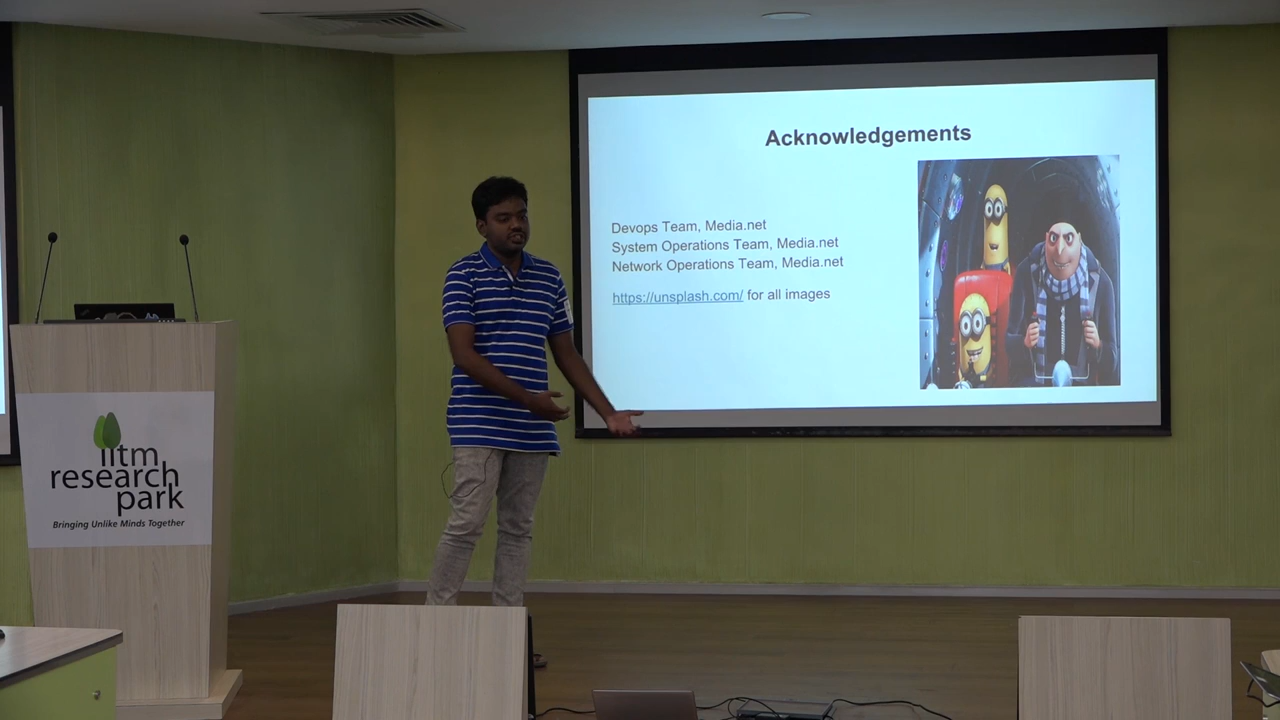 Acknowledgements
Devops Team, Media.net
System Operations Team, Media.net
Network Operations Team, Media.net
https://unsplash.com/ for all images
iitm
research
park
Bringing Unlike Minds Together